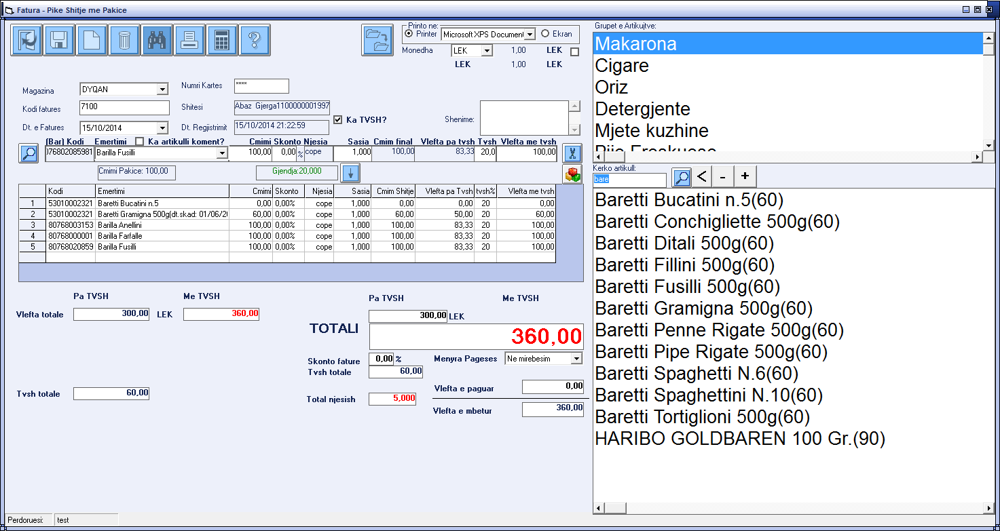 Fatura - Pike Shitje me Pakice
Printo ne:
Printer Microsoft XPS Document Ekran
Monedha LEK 1,00 LEK
LEK 1,00 LEK
Magazina DYQAN Numri Kartes ****
Kodi fatures 7100 Shitesi Abaz Gjerga1100000001997
Ka TVSH? Shenime:
Dt. e Fatures 15/10/2014 Dt. Regjistrimit 15/10/2014 21:22:59
(Bar) Kodi Emertimi Ka artikulli koment? Cmimi Skonto Njesia Sasia Cmim final Vlefta pa tvsh Tvsh Vlefta me tvsh
076802085981 Barilla Fusilli 100,00 0,00 % cope 1,000 100,00 83,33 20,0 100,00
Cmimi Pakice: 100,00 Gjendja:20,000
Kodi Emertimi Cmimi Skonto Njesia Sasia Cmim Shitje Vlefta pa Tvsh tvsh% Vlefta me tvsh
1 53010002321 Baretti Bucatini n.5 0,00 0,00% cope 1,000 0,00 0,00 20 0,00
2 53010002321 Baretti Gramigna 500g(dt.skad: 01/06/20 60,00 0,00% cope 1,000 60,00 50,00 20 60,00
3 80768003153 Barilla Anellini 100,00 0,00% cope 1,000 100,00 83,33 20 100,00
4 80768000001 Barilla Farfalle 100,00 0,00% cope 1,000 100,00 83,33 20 100,00
5 80768020859 Barilla Fusilli 100,00 0,00% cope 1,000 100,00 83,33 20 100,00
Pa TVSH Me TVSH
Vlefta totale 300,00 LEK 360,00
Tvsh totale 60,00
Pa TVSH Me TVSH
300,00 LEK
TOTALI 360,00
Skonto fature 0,00 % Menyra Pageses Ne mirebesim
Tvsh totale 60,00
Vlefta e paguar 0,00
Total njesish 5,000
Vlefta e mbetur 360,00
Grupet e Artikujtve:
Makarona
Cigare
Oriz
Detergjente
Mjete kuzhine
Pije Freskuese
Kerko artikull:
bare < - +
Baretti Bucatini n.5(60)
Baretti Conchigliette 500g(60)
Baretti Ditali 500g(60)
Baretti Fillini 500g(60)
Baretti Fusilli 500g(60)
Baretti Gramigna 500g(60)
Baretti Penne Rigate 500g(60)
Baretti Pipe Rigate 500g(60)
Baretti Spaghetti N.6(60)
Baretti Spaghettini N.10(60)
Baretti Tortiglioni 500g(60)
HARIBO GOLDBAREN 100 Gr.(90)
Perdoruesi: test